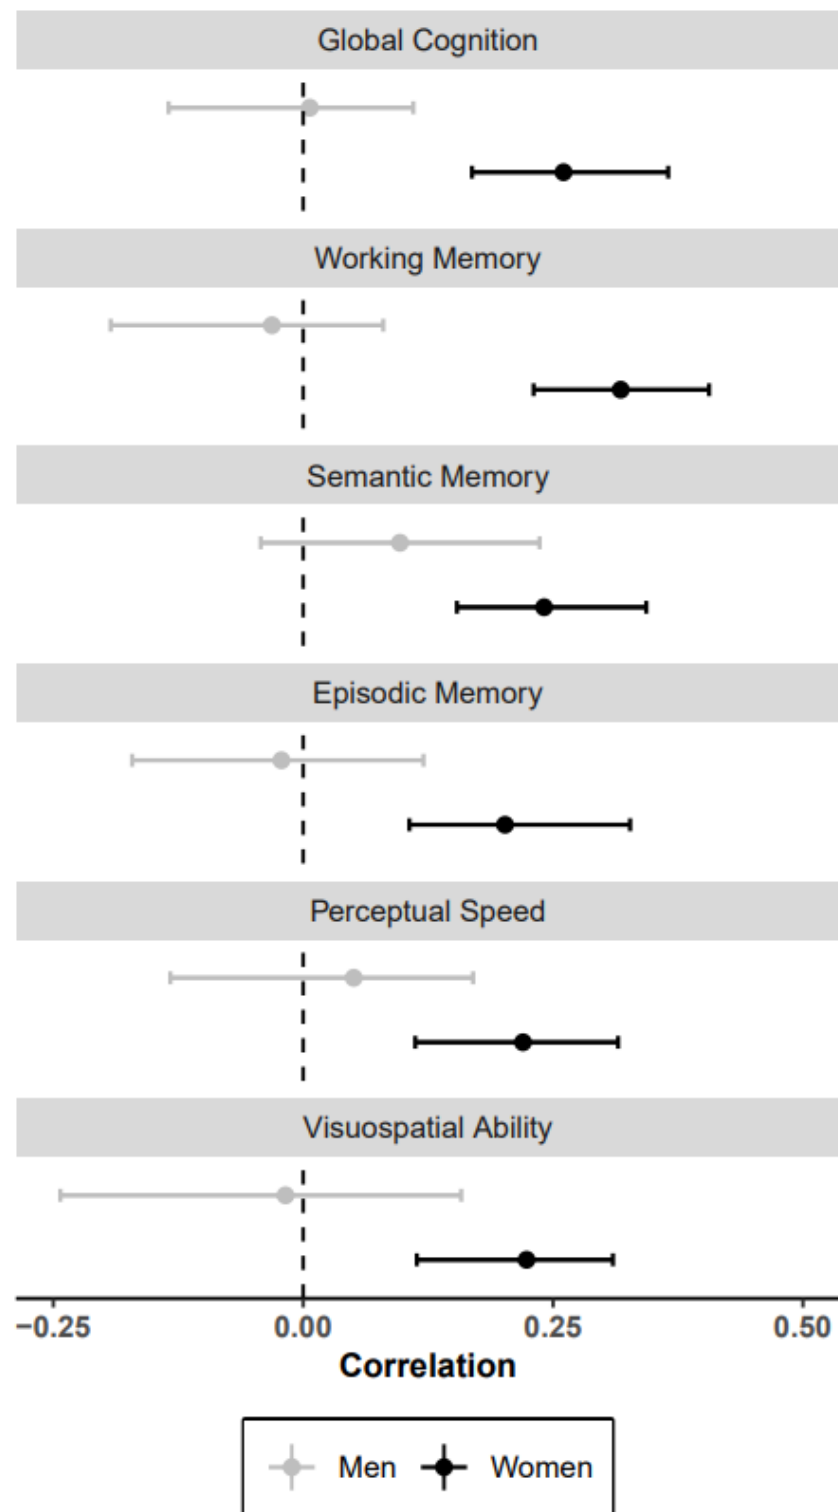 Global Cognition
Working Memory
Semantic Memory
Episodic Memory
Perceptual Speed
Visuospatial Ability
−0.25 0.00 0.25 0.50
Correlation
Men Women